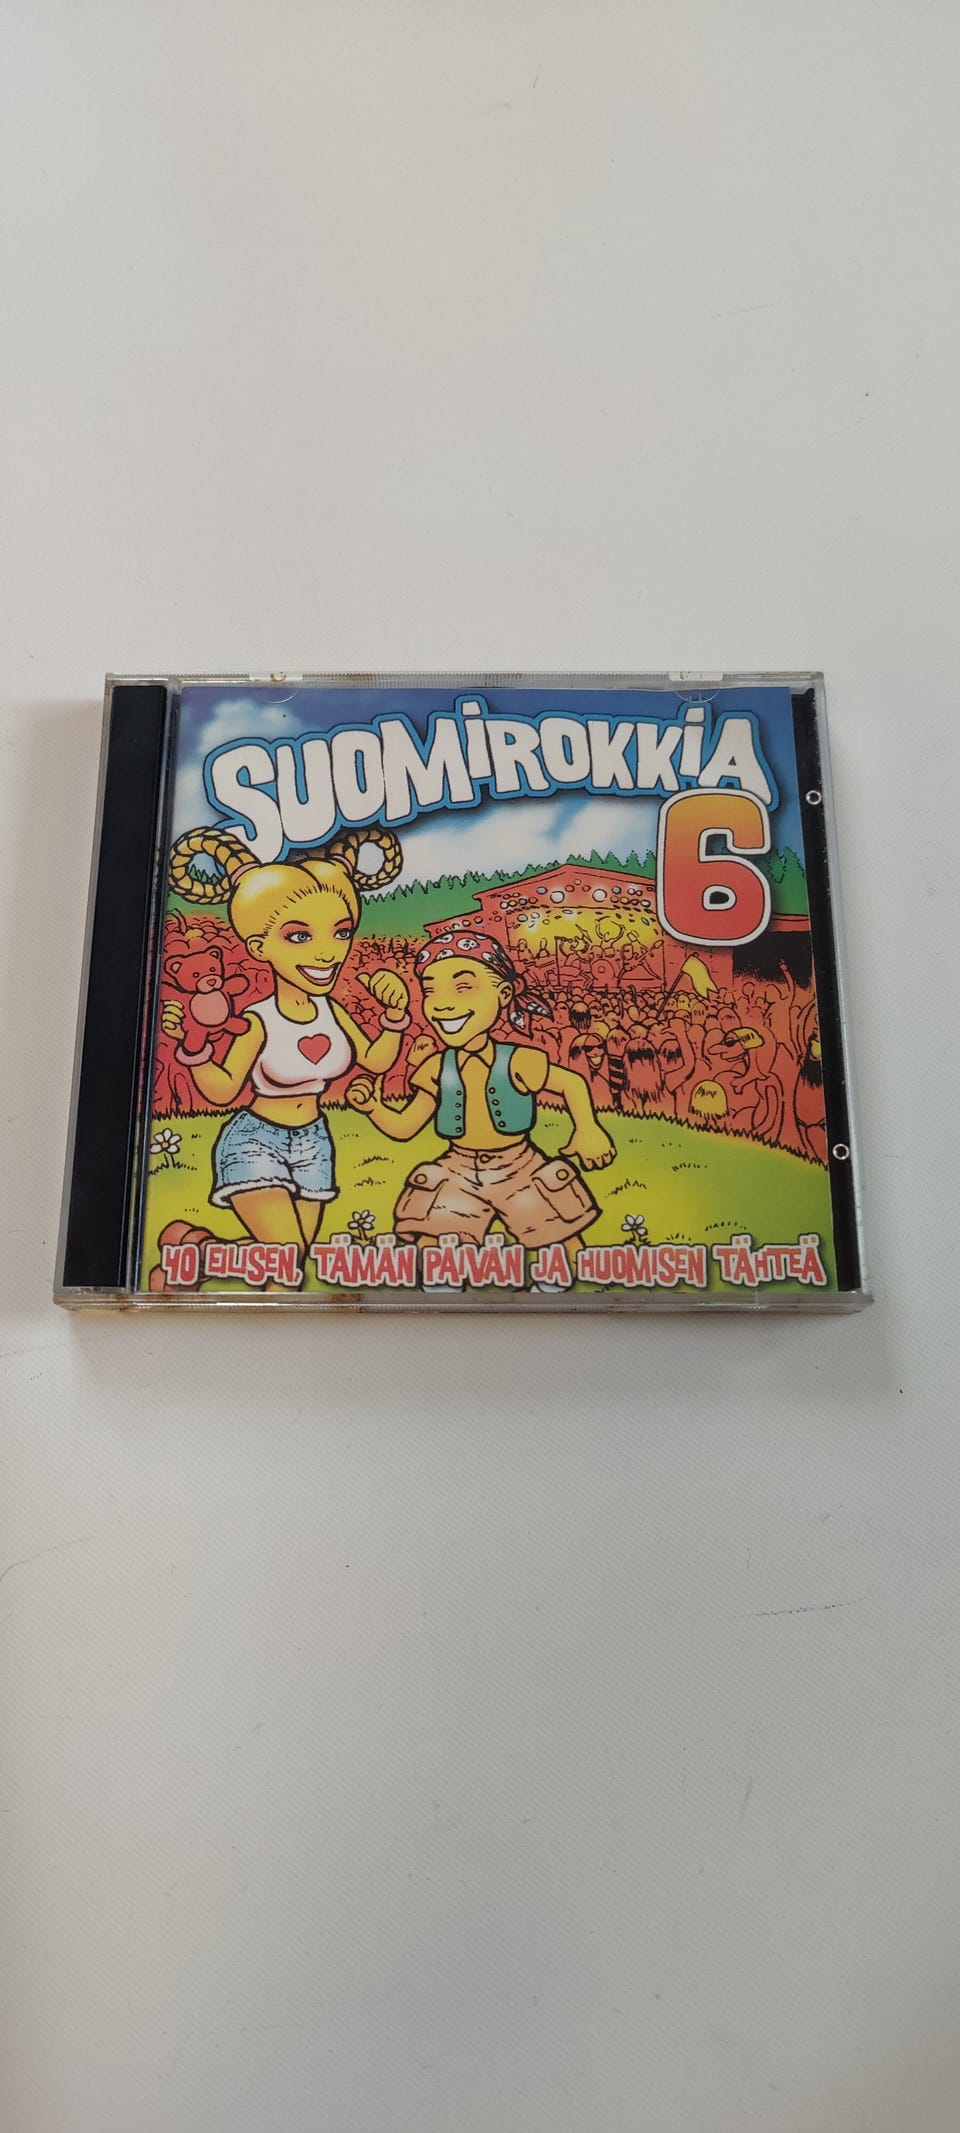 SUOMiROKKiA
6
40 EILISEN, TÄMÄN PÄIVÄN JA HUOMISEN TÄHTEÄ